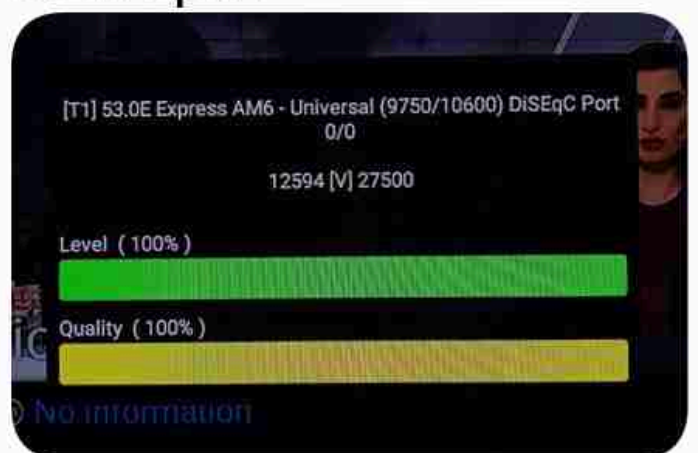 [T1] 53.0E Express AM6 - Universal (9750/10600) DiSEqC Port
0/0
12594 [V] 27500
Level ( 100% )
Quality ( 100% )
No information